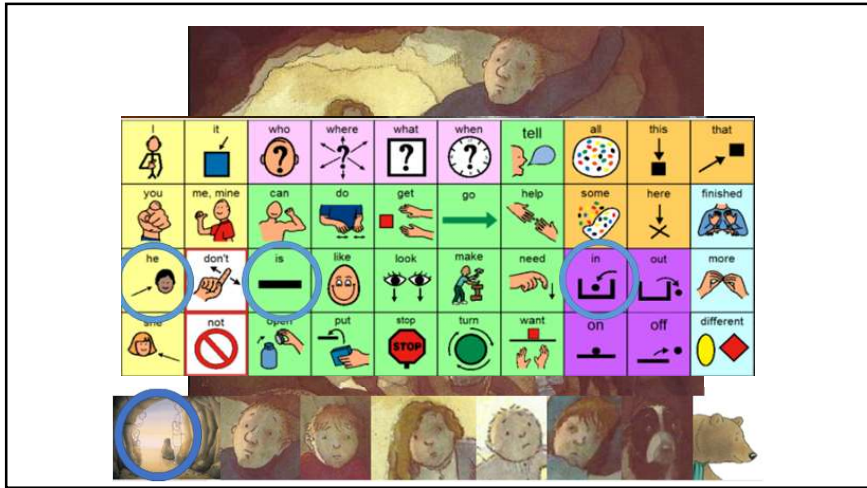 I it who where what when tell all this that
you me, mine can do get go help some here finished
he don't is like look make need in out more
she not open put stop turn want on off different
STOP